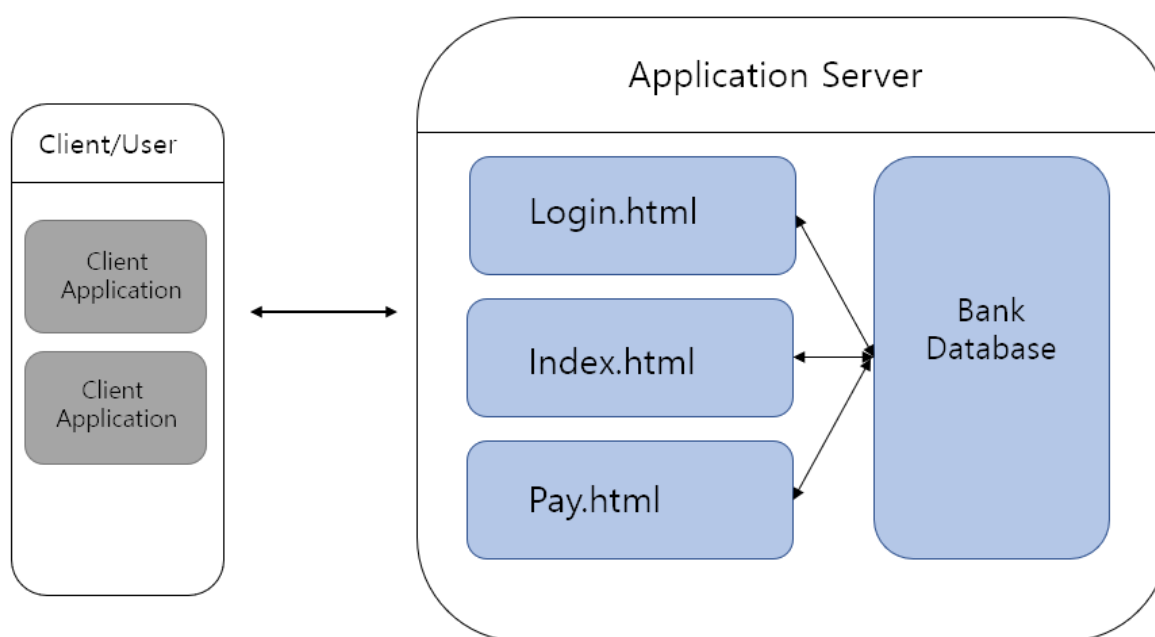 Client/User
Client
Application
Client
Application
Application Server
Login.html
Index.html
Pay.html
Bank
Database